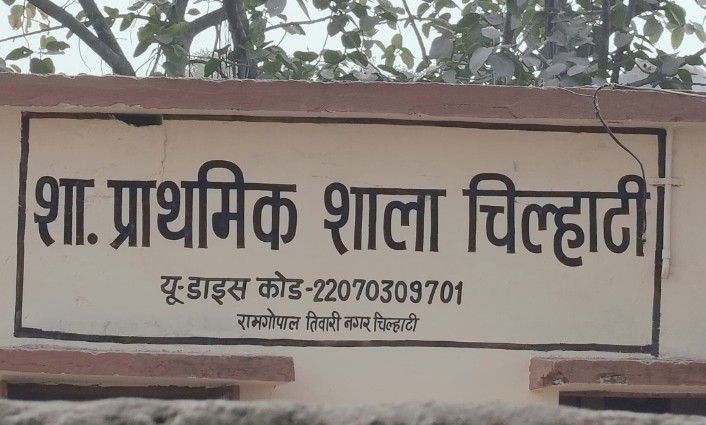 शा. प्राथमिक शाला चिल्हाटी
यू-डाइस कोड-22070309701
रामगोपाल तिवारी नगर चिल्हाटी